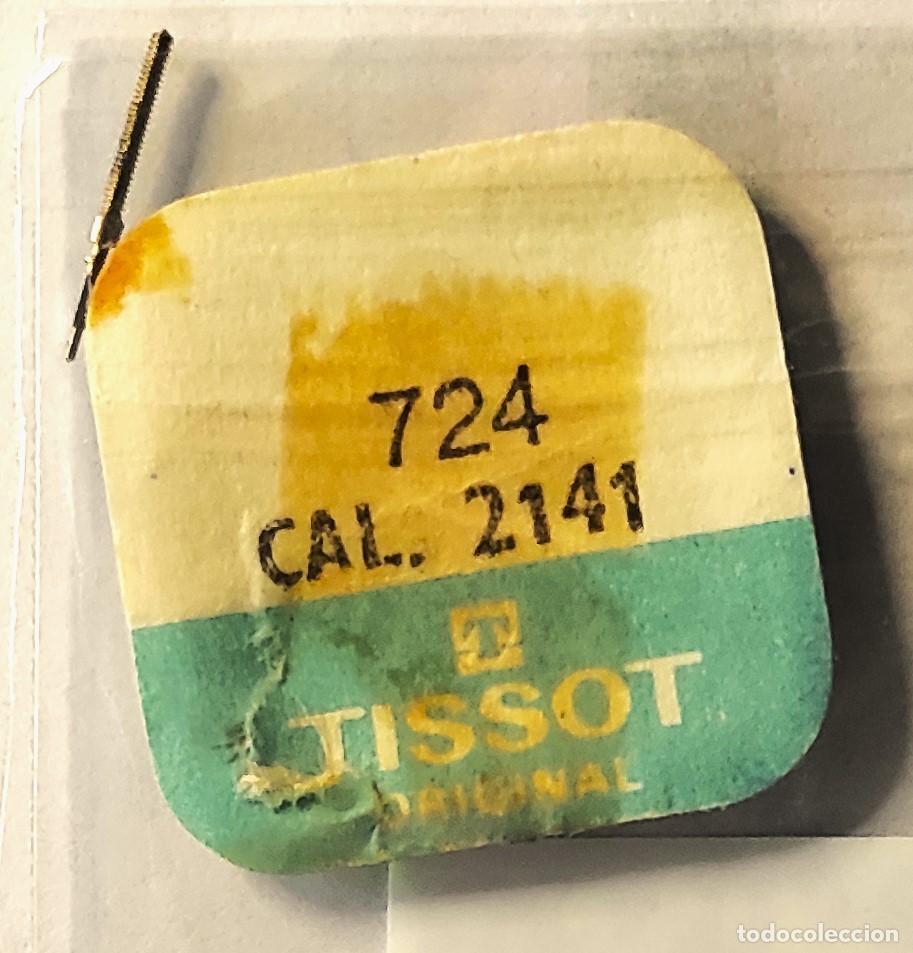 724
CAL. 2141
TISSOT
ORIGINAL
todocoleccion